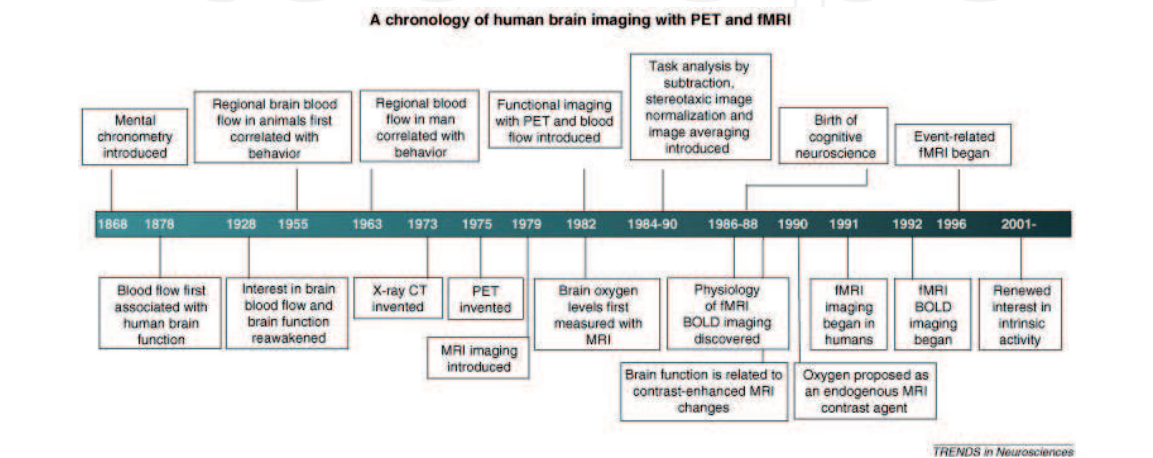 A chronology of human brain imaging with PET and fMRI
Mental
chronometry
introduced
Regional brain blood
flow in animals first
correlated with
behavior
Regional blood
flow in man
correlated with
behavior
Functional imaging
with PET and blood
flow introduced
Task analysis by
subtraction,
stereotaxic image
normalization and
image averaging
introduced
Birth of
cognitive
neuroscience
Event-related
fMRI began
1868 1878 1928 1955 1963 1973 1975 1979 1982 1984-90 1986-88 1990 1991 1992 1996 2001-
Blood flow first
associated with
human brain
function
Interest in brain
blood flow and
brain function
reawakened
X-ray CT
invented
PET
invented
MRI imaging
introduced
Brain oxygen
levels first
measured with
MRI
Physiology
of fMRI
BOLD imaging
discovered
Brain function is related to
contrast-enhanced MRI
changes
Oxygen proposed as
an endogenous MRI
contrast agent
fMRI
imaging
began in
humans
fMRI
BOLD
imaging
began
Renewed
interest in
intrinsic
activity
TRENDS in Neurosciences